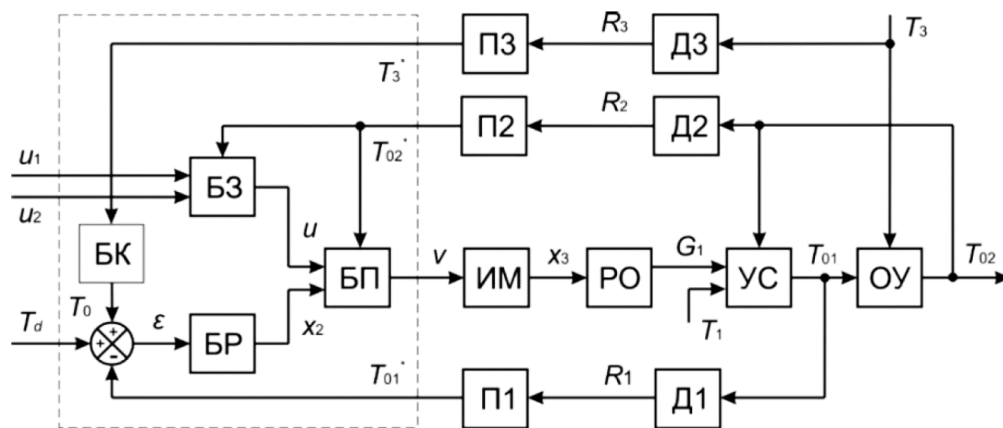 П3 R3 Д3 T3
T3*
П2 R2 Д2
T02*
u1
БЗ
u2
u
БК
БП v ИМ x3 РО G1 УС T01 ОУ T02
T0
Td ε БР x2
T1
T01*
П1 R1 Д1